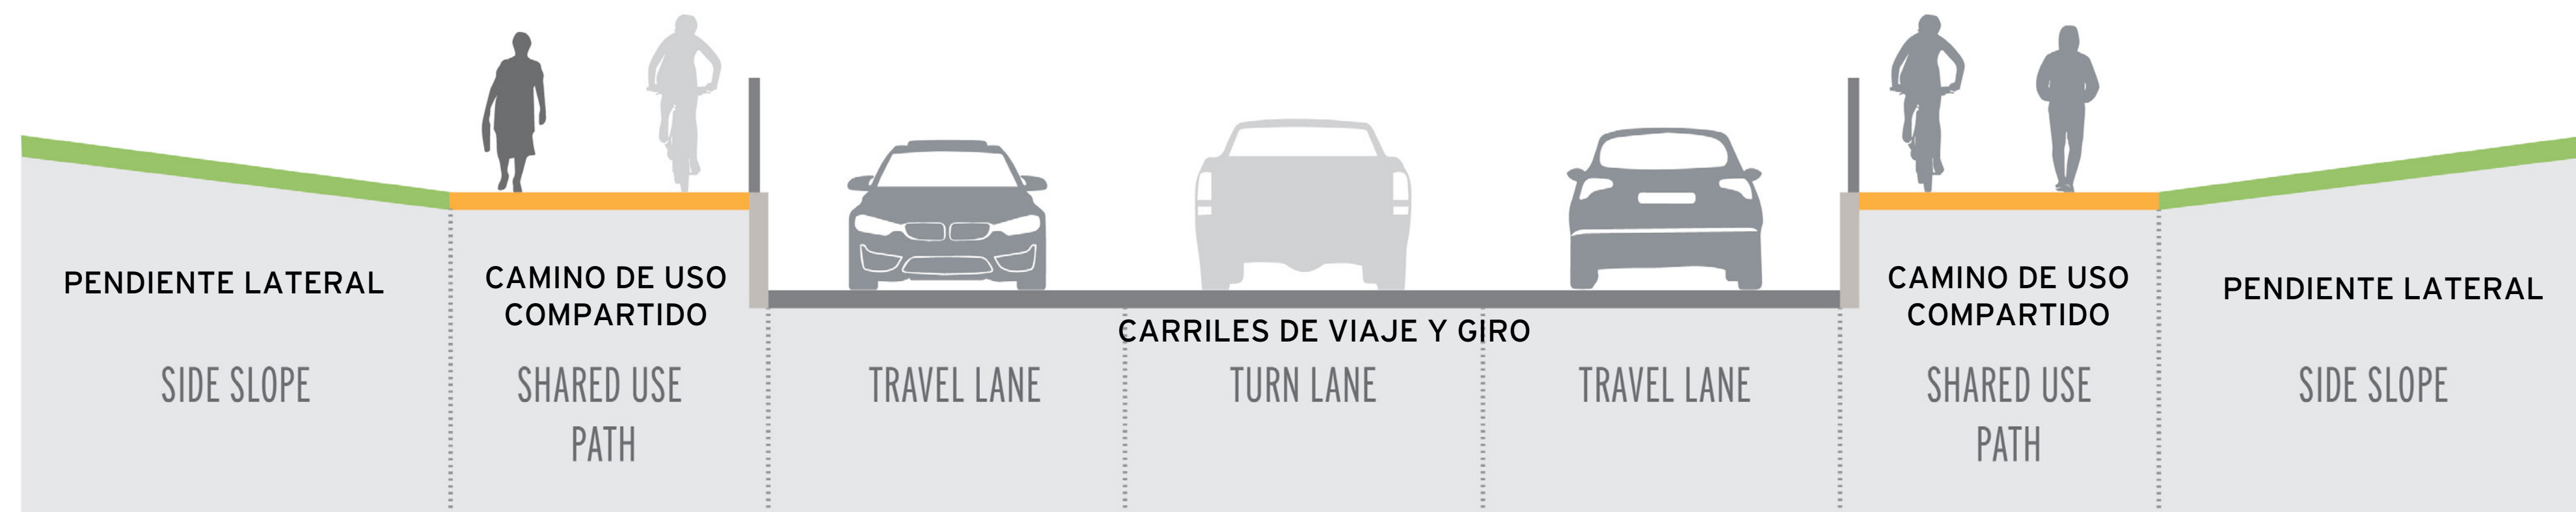 PENDIENTE LATERAL
SIDE SLOPE
CAMINO DE USO
COMPARTIDO
SHARED USE
PATH
CARRILES DE VIAJE Y GIRO
TRAVEL LANE
TURN LANE
TRAVEL LANE
CAMINO DE USO
COMPARTIDO
SHARED USE
PATH
PENDIENTE LATERAL
SIDE SLOPE